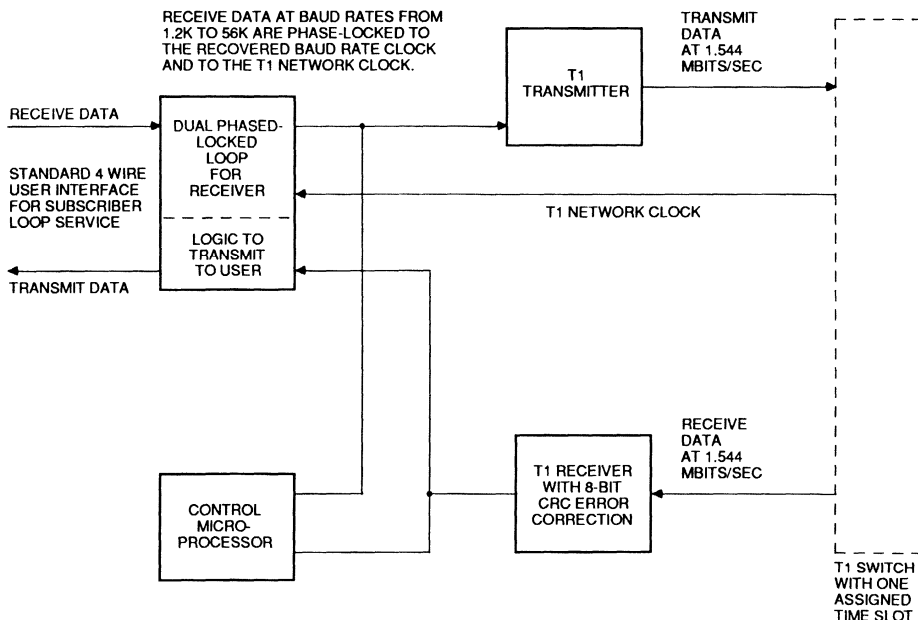 RECEIVE DATA AT BAUD RATES FROM
1.2K TO 56K ARE PHASE-LOCKED TO
THE RECOVERED BAUD RATE CLOCK
AND TO THE T1 NETWORK CLOCK.
TRANSMIT
DATA
AT 1.544
MBITS/SEC
T1
TRANSMITTER
RECEIVE DATA
DUAL PHASED-
LOCKED
LOOP
FOR
RECEIVER
STANDARD 4 WIRE
USER INTERFACE
FOR SUBSCRIBER
LOOP SERVICE
T1 NETWORK CLOCK
LOGIC TO
TRANSMIT
TO USER
TRANSMIT DATA
RECEIVE
DATA
AT 1.544
MBITS/SEC
T1 RECEIVER
WITH 8-BIT
CRC ERROR
CORRECTION
CONTROL
MICRO-
PROCESSOR
T1 SWITCH
WITH ONE
ASSIGNED
TIME SLOT